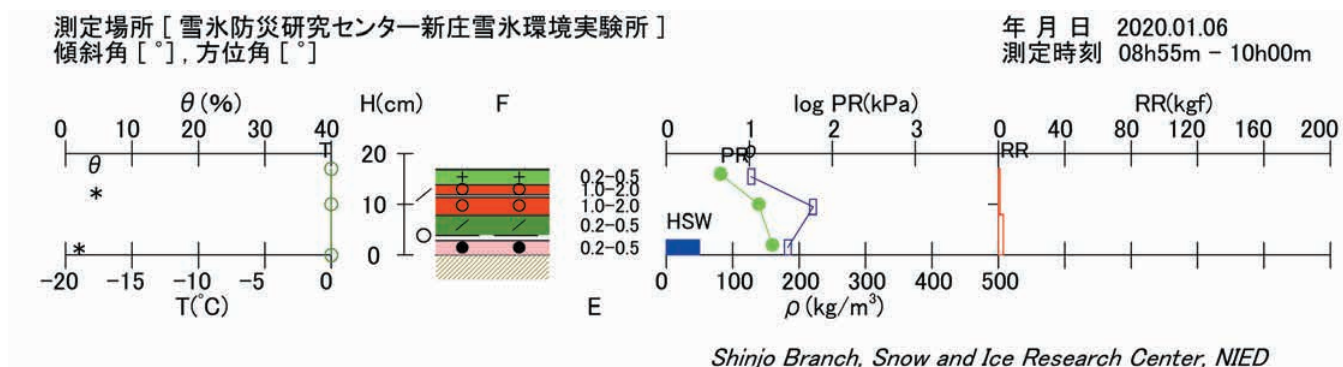 測定場所 [ 雪氷防災研究センター新庄雪氷環境実験所 ]
年 月 日 2020.01.06
傾斜角 [ ° ] , 方位角 [ ° ]
測定時刻 08h55m - 10h00m
θ(%) H(cm) F log PR(kPa) RR(kgf)
0 10 20 30 40 0 1 2 3 0 40 80 120 160 200
T 20 PR ρ RR
θ
0.2-0.5
1.0-2.0
10 1.0-2.0
0.2-0.5
HSW
0 0.2-0.5
-20 -15 -10 -5 0 0 100 200 300 400 500
T(°C) E ρ(kg/m³)
Shinjo Branch, Snow and Ice Research Center, NIED